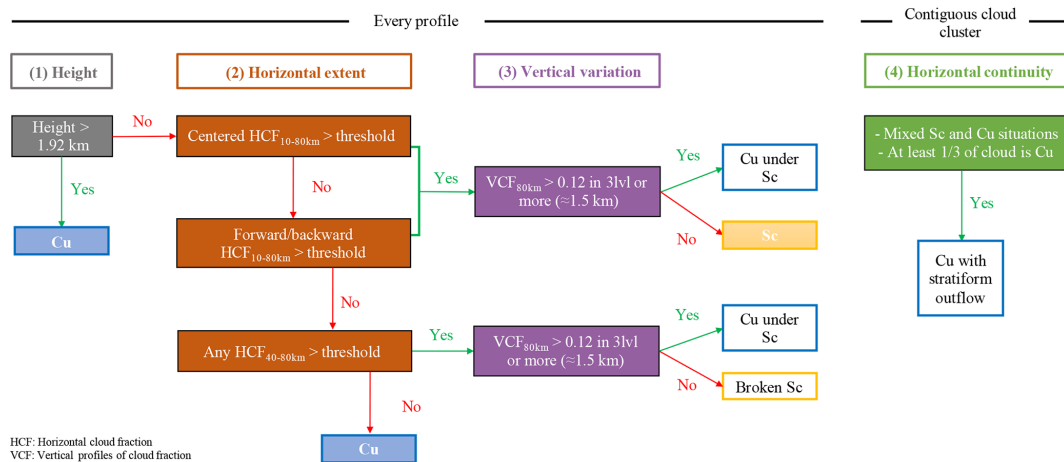 Every profile
Contiguous cloud
cluster
(1) Height
(2) Horizontal extent
(3) Vertical variation
(4) Horizontal continuity
Height >
1.92 km
No
Centered HCF10-80km > threshold
Yes
Cu
No
Forward/backward
HCF10-80km > threshold
Yes
VCF80km > 0.12 in 3lvl or
more (≈1.5 km)
Yes
Cu under
Sc
No
Sc
No
Any HCF40-80km > threshold
Yes
VCF80km > 0.12 in 3lvl
or more (≈1.5 km)
Yes
Cu under
Sc
No
Broken Sc
No
Cu
- Mixed Sc and Cu situations
- At least 1/3 of cloud is Cu
Yes
Cu with
stratiform
outflow
HCF: Horizontal cloud fraction
VCF: Vertical profiles of cloud fraction